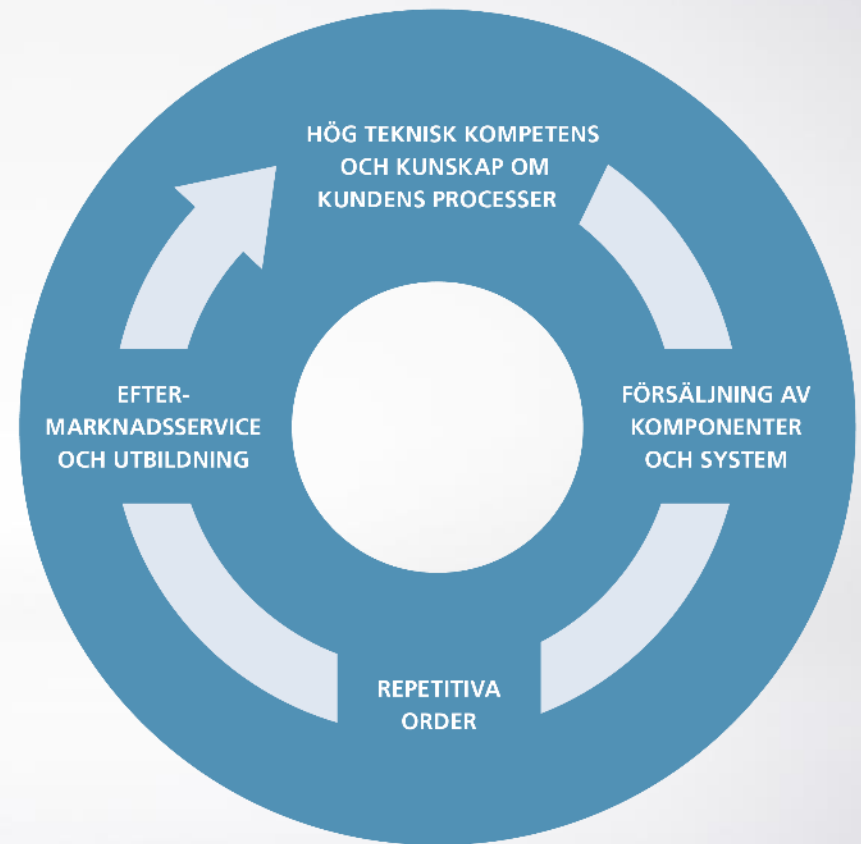 HÖG TEKNISK KOMPETENS
OCH KUNSKAP OM
KUNDENS PROCESSER
FÖRSÄLJNING AV
KOMPONENTER
OCH SYSTEM
REPETITIVA
ORDER
EFTER-
MARKNADSSERVICE
OCH UTBILDNING